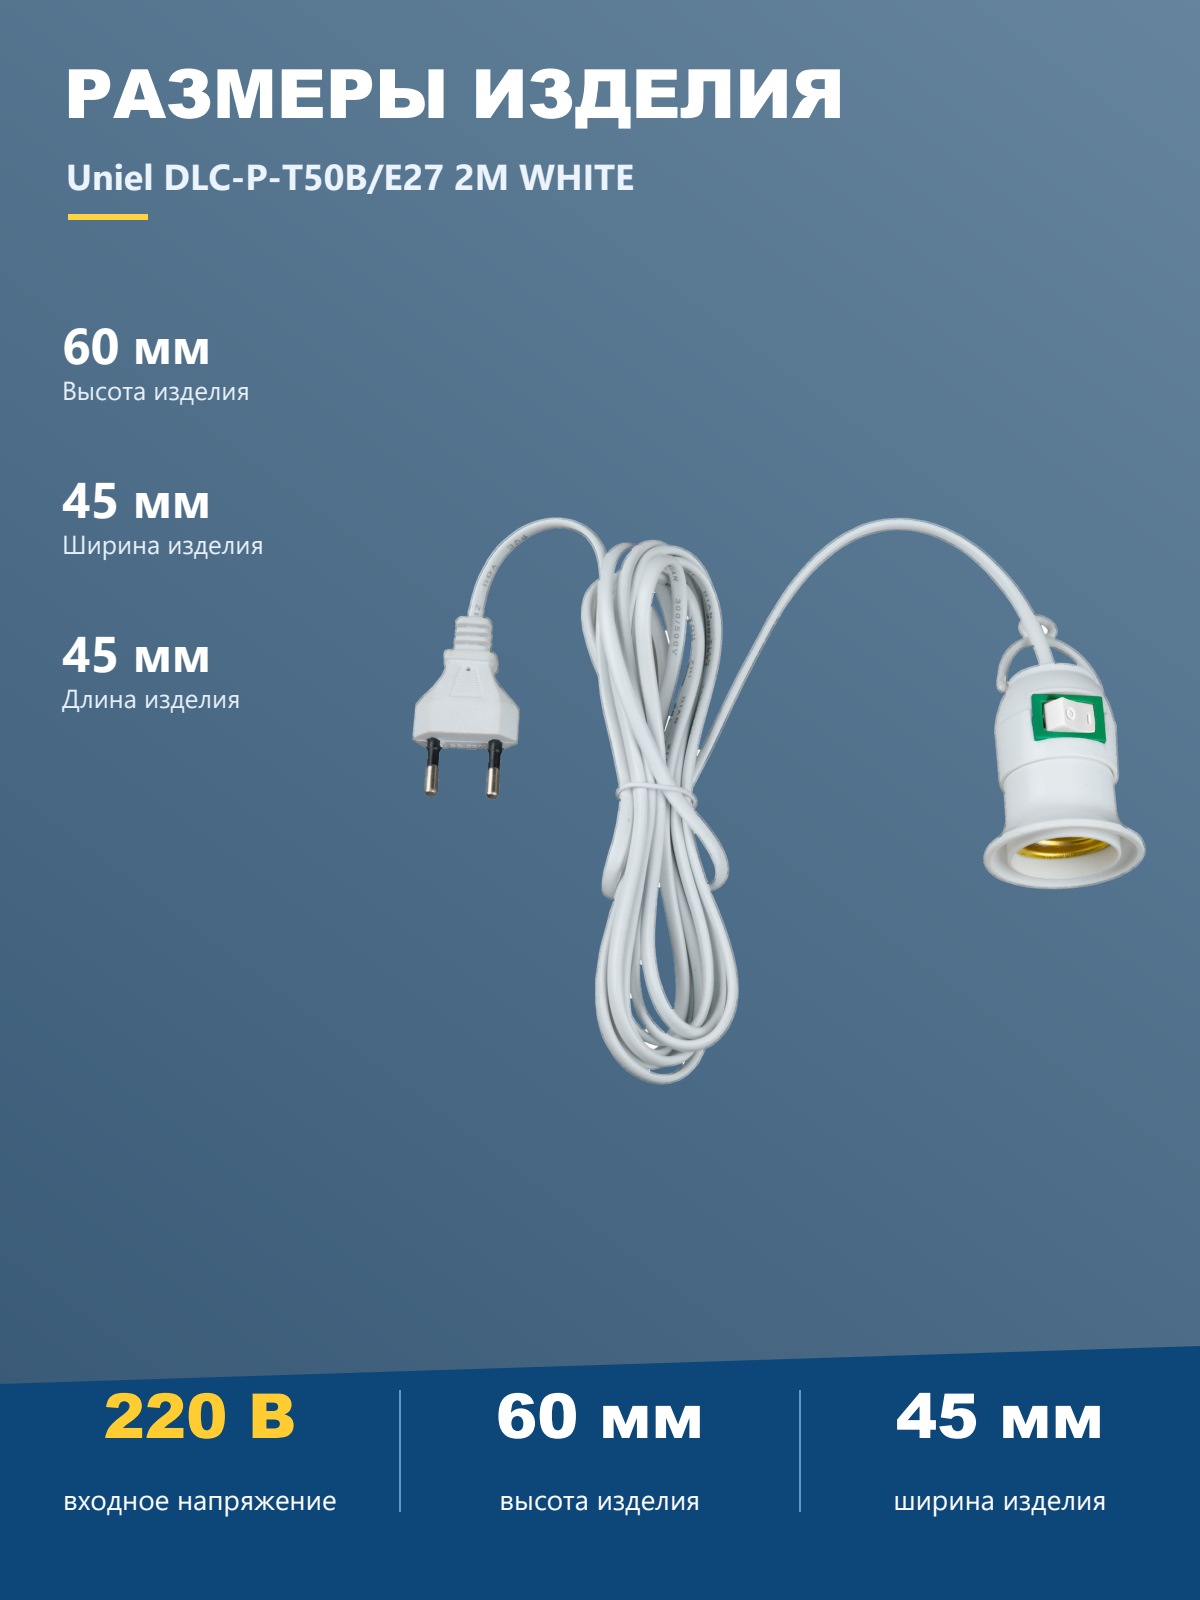 РАЗМЕРЫ ИЗДЕЛИЯ
Uniel DLC-P-T50B/E27 2M WHITE
60 мм
Высота изделия
45 мм
Ширина изделия
45 мм
Длина изделия
220 В
входное напряжение
60 мм
высота изделия
45 мм
ширина изделия